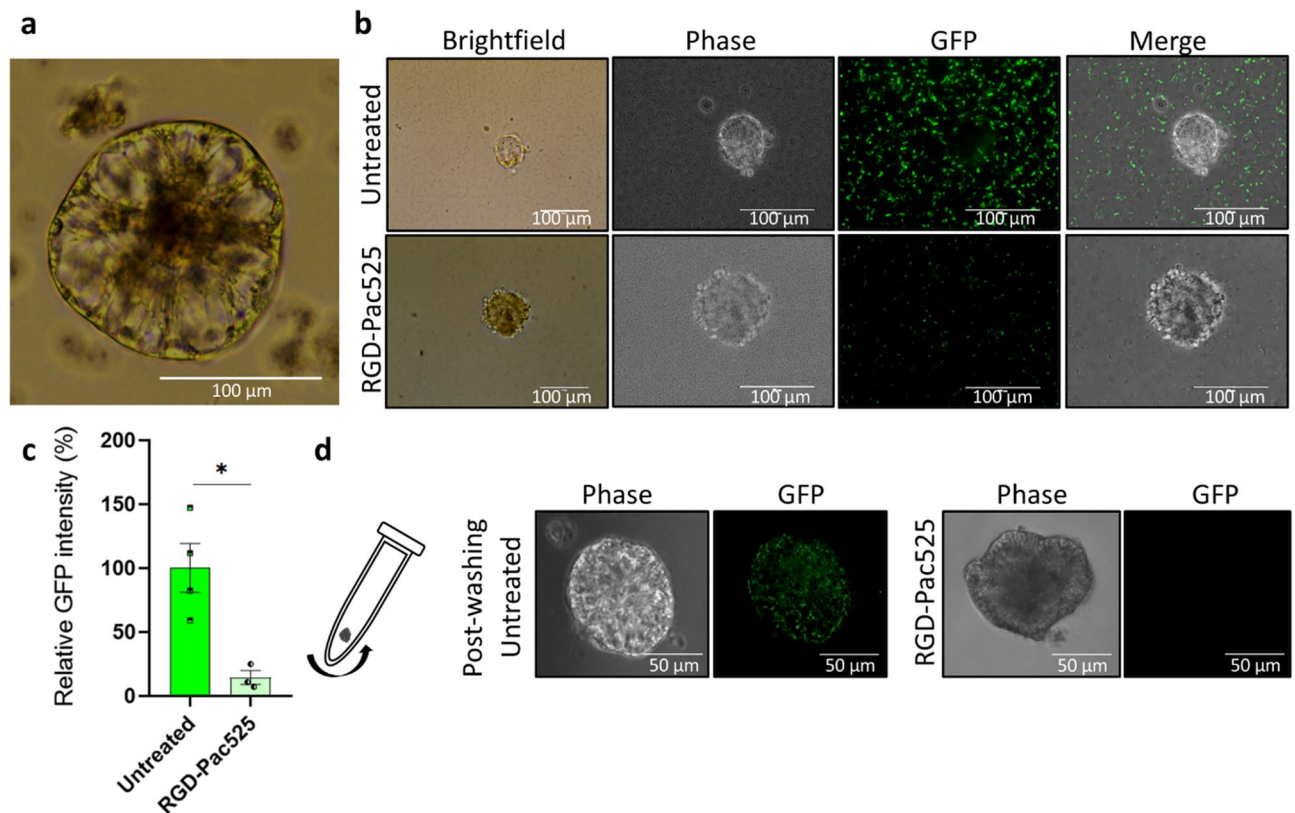 a
100 µm
b
Brightfield Phase GFP Merge
Untreated
100 µm 100 µm 100 µm 100 µm
RGD-Pac525
100 µm 100 µm 100 µm 100 µm
c
Relative GFP intensity (%)
200
150
100
50
0
*
Untreated
RGD-Pac525
d
Phase GFP Phase GFP
Post-washing
Untreated
50 µm 50 µm
RGD-Pac525
50 µm 50 µm